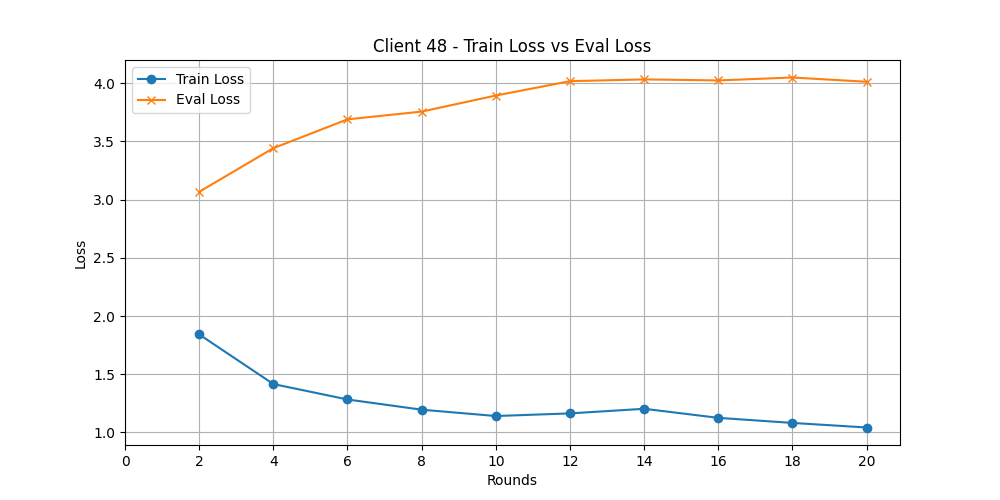 Client 48 - Train Loss vs Eval Loss
Train Loss
Eval Loss
4.0
3.5
3.0
2.5
2.0
1.5
1.0
Loss
0 2 4 6 8 10 12 14 16 18 20
Rounds